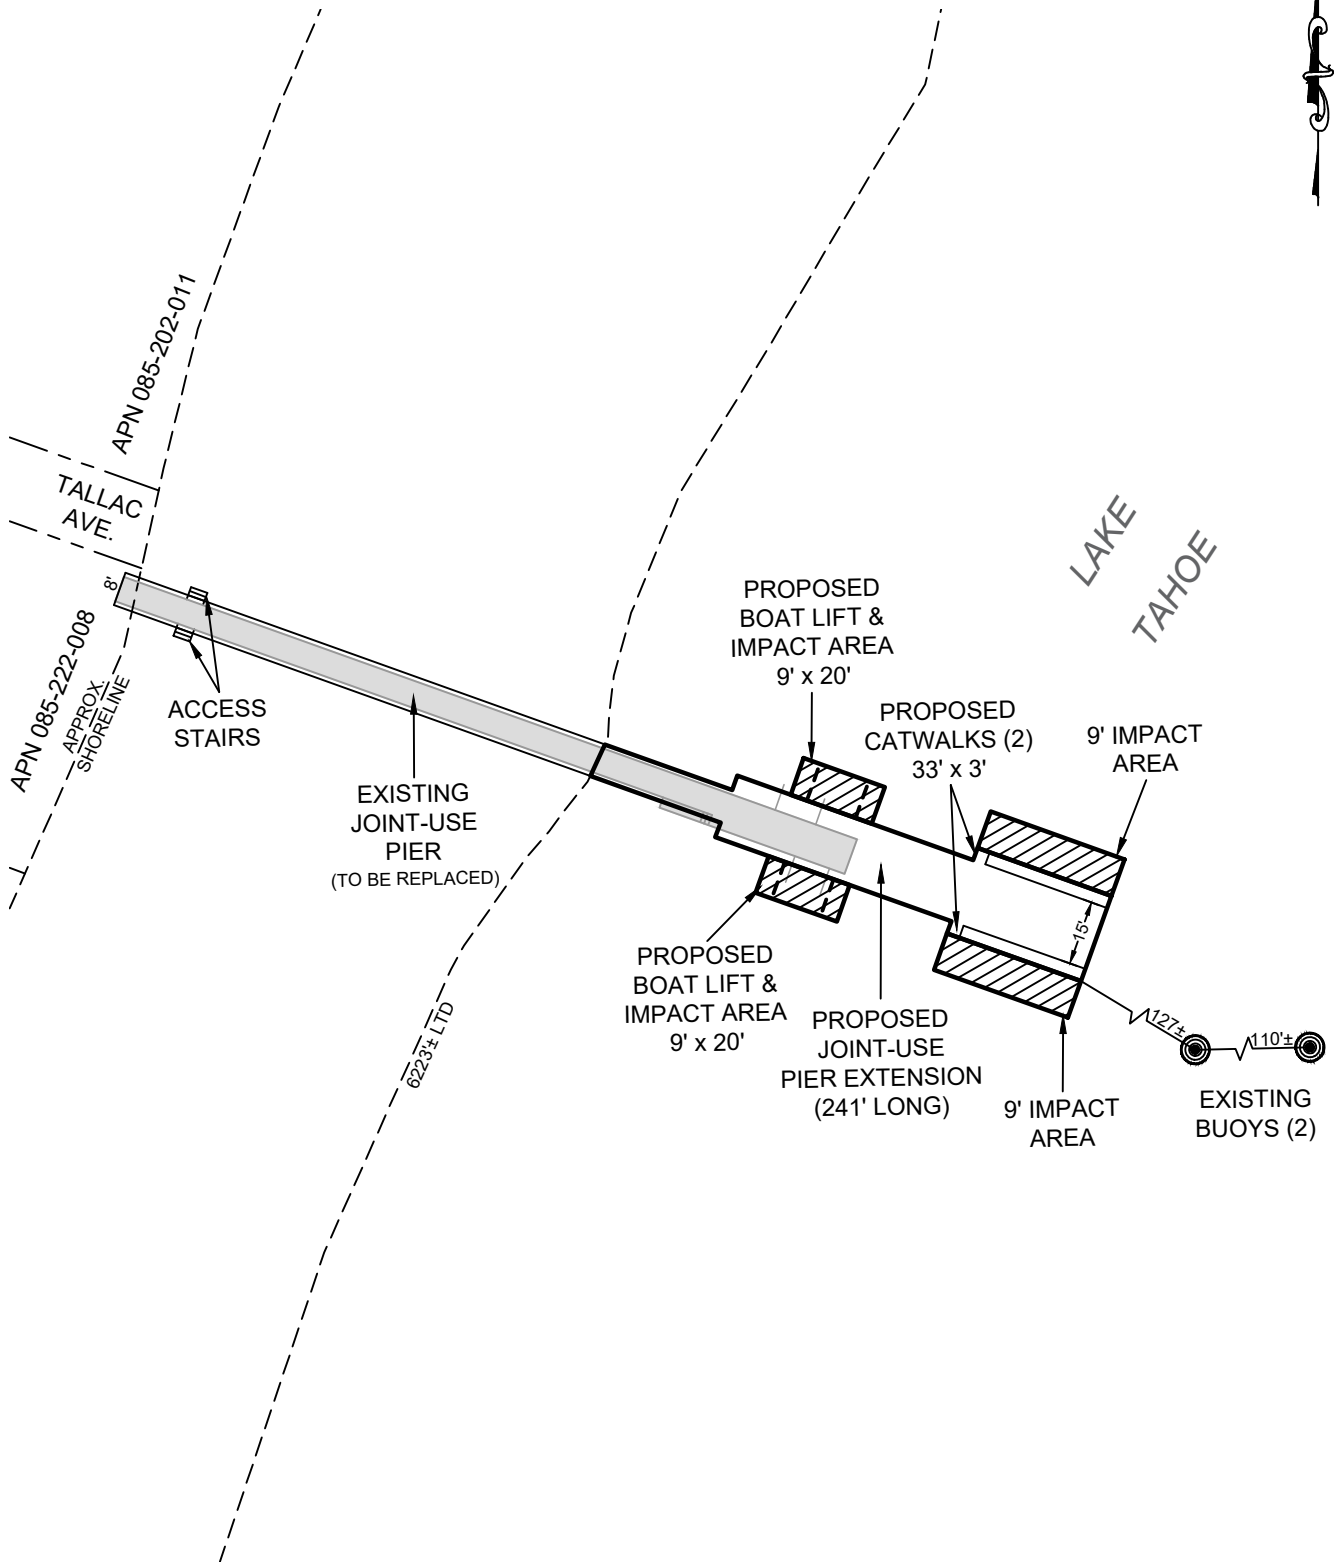 APN 085-202-011
TALLAC
AVE.
8'
APN 085-222-008
APPROX.
SHORELINE
ACCESS
STAIRS
EXISTING
JOINT-USE
PIER
(TO BE REPLACED)
6223'± LTD
LAKE
TAHOE
PROPOSED
BOAT LIFT &
IMPACT AREA
9' x 20'
PROPOSED
CATWALKS (2)
33' x 3'
9' IMPACT
AREA
15'
PROPOSED
BOAT LIFT &
IMPACT AREA
9' x 20'
PROPOSED
JOINT-USE
PIER EXTENSION
(241' LONG)
9' IMPACT
AREA
127±
110'±
EXISTING
BUOYS (2)